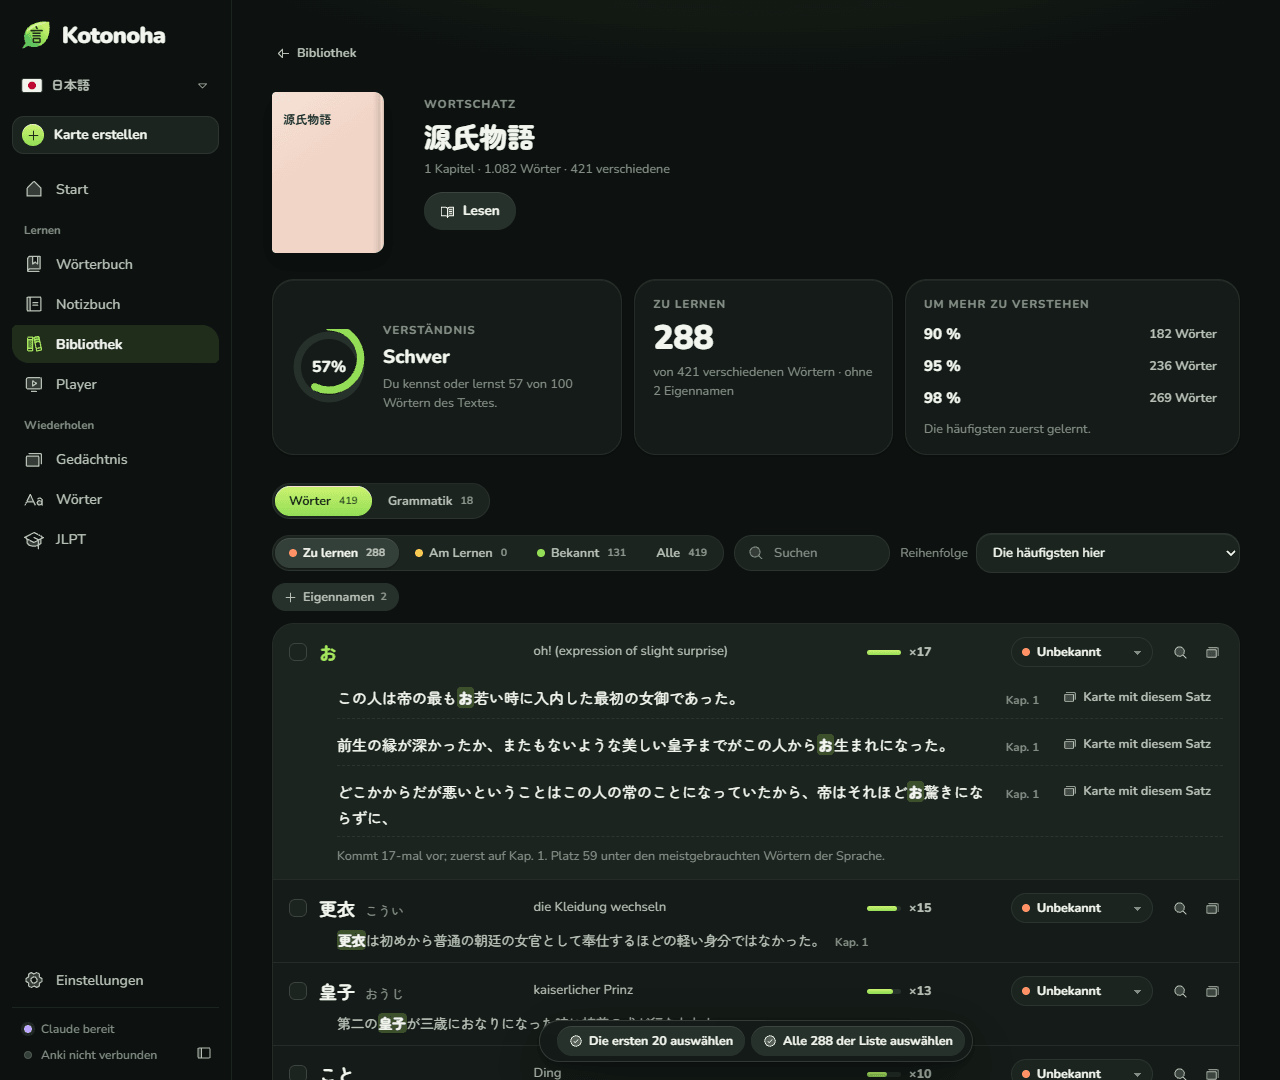 言
Kotonoha
日本語
Karte erstellen
Start
Lernen
Wörterbuch
Notizbuch
Bibliothek
Player
Wiederholen
Gedächtnis
Aa Wörter
JLPT
Einstellungen
Claude bereit
Anki nicht verbunden
Bibliothek
源氏物語
WORTSCHATZ
源氏物語
1 Kapitel · 1.082 Wörter · 421 verschiedene
Lesen
57%
VERSTÄNDNIS
Schwer
Du kennst oder lernst 57 von 100
Wörtern des Textes.
ZU LERNEN
288
von 421 verschiedenen Wörtern · ohne
2 Eigennamen
UM MEHR ZU VERSTEHEN
90 % 182 Wörter
95 % 236 Wörter
98 % 269 Wörter
Die häufigsten zuerst gelernt.
Wörter 419 Grammatik 18
Zu lernen 288 Am Lernen 0 Bekannt 131 Alle 419 Suchen Reihenfolge Die häufigsten hier
Eigennamen 2
お oh! (expression of slight surprise) ×17 Unbekannt
この人は帝の最もお若い時に入内した最初の女御であった。 Kap. 1 Karte mit diesem Satz
前生の縁が深かったか、またもないような美しい皇子までがこの人からお生まれになった。 Kap. 1 Karte mit diesem Satz
どこかからだが悪いということはこの人の常のことになっていたから、帝はそれほどお驚きにな Kap. 1 Karte mit diesem Satz
らずに、
Kommt 17-mal vor; zuerst auf Kap. 1. Platz 59 unter den meistgebrauchten Wörtern der Sprache.
更衣 こうい die Kleidung wechseln ×15 Unbekannt
更衣は初めから普通の朝廷の女官として奉仕するほどの軽い身分ではなかった。 Kap. 1
皇子 おうじ kaiserlicher Prinz ×13 Unbekannt
第二の皇子が三歳におなりになった
Die ersten 20 auswählen Alle 288 der Liste auswählen
こと Ding ×10 Unbekannt